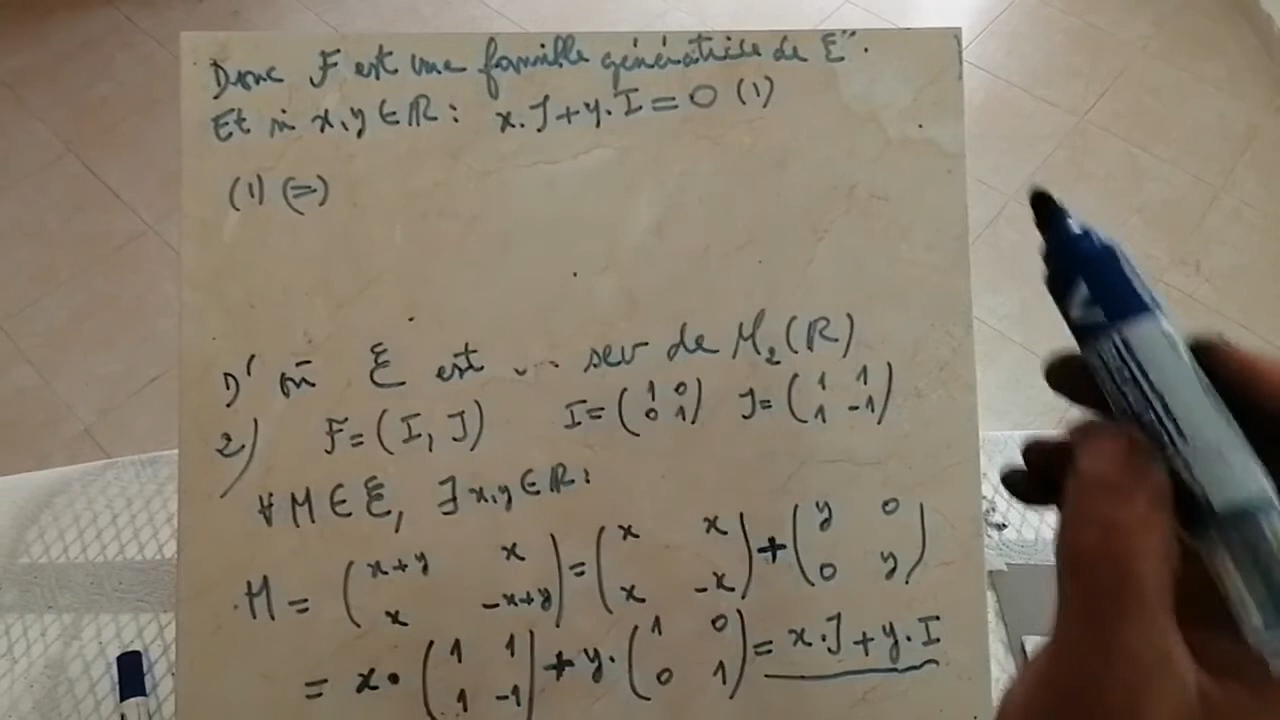 Donc F est une famille génératrice de E".
Et si x,y ∈ ℝ : x.J+y.I = 0 (1)
(1) (=)
D'où E est ... sev de M₂(ℝ)
2) F=(I, J) I=(1 0 / 0 1) J=(1 1 / 1 -1)
∀ M ∈ E, ∃ x,y ∈ ℝ:
M = (x+y x / x -x+y) = (x x / x -x) + (y 0 / 0 y)
= x.(1 1 / 1 -1) + y.(1 0 / 0 1) = x.J+y.I